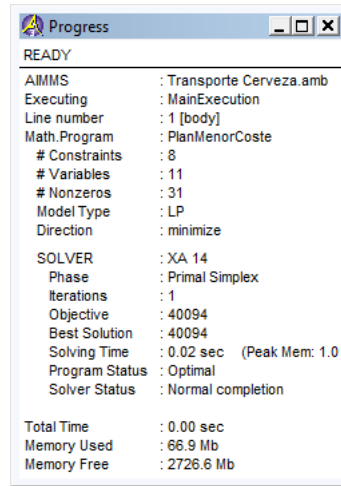 Progress
READY
AIMMS : Transporte Cerveza.amb
Executing : MainExecution
Line number : 1 [body]
Math.Program : PlanMenorCoste
# Constraints : 8
# Variables : 11
# Nonzeros : 31
Model Type : LP
Direction : minimize
SOLVER : XA 14
Phase : Primal Simplex
Iterations : 1
Objective : 40094
Best Solution : 40094
Solving Time : 0.02 sec (Peak Mem: 1.0
Program Status : Optimal
Solver Status : Normal completion
Total Time : 0.00 sec
Memory Used : 66.9 Mb
Memory Free : 2726.6 Mb